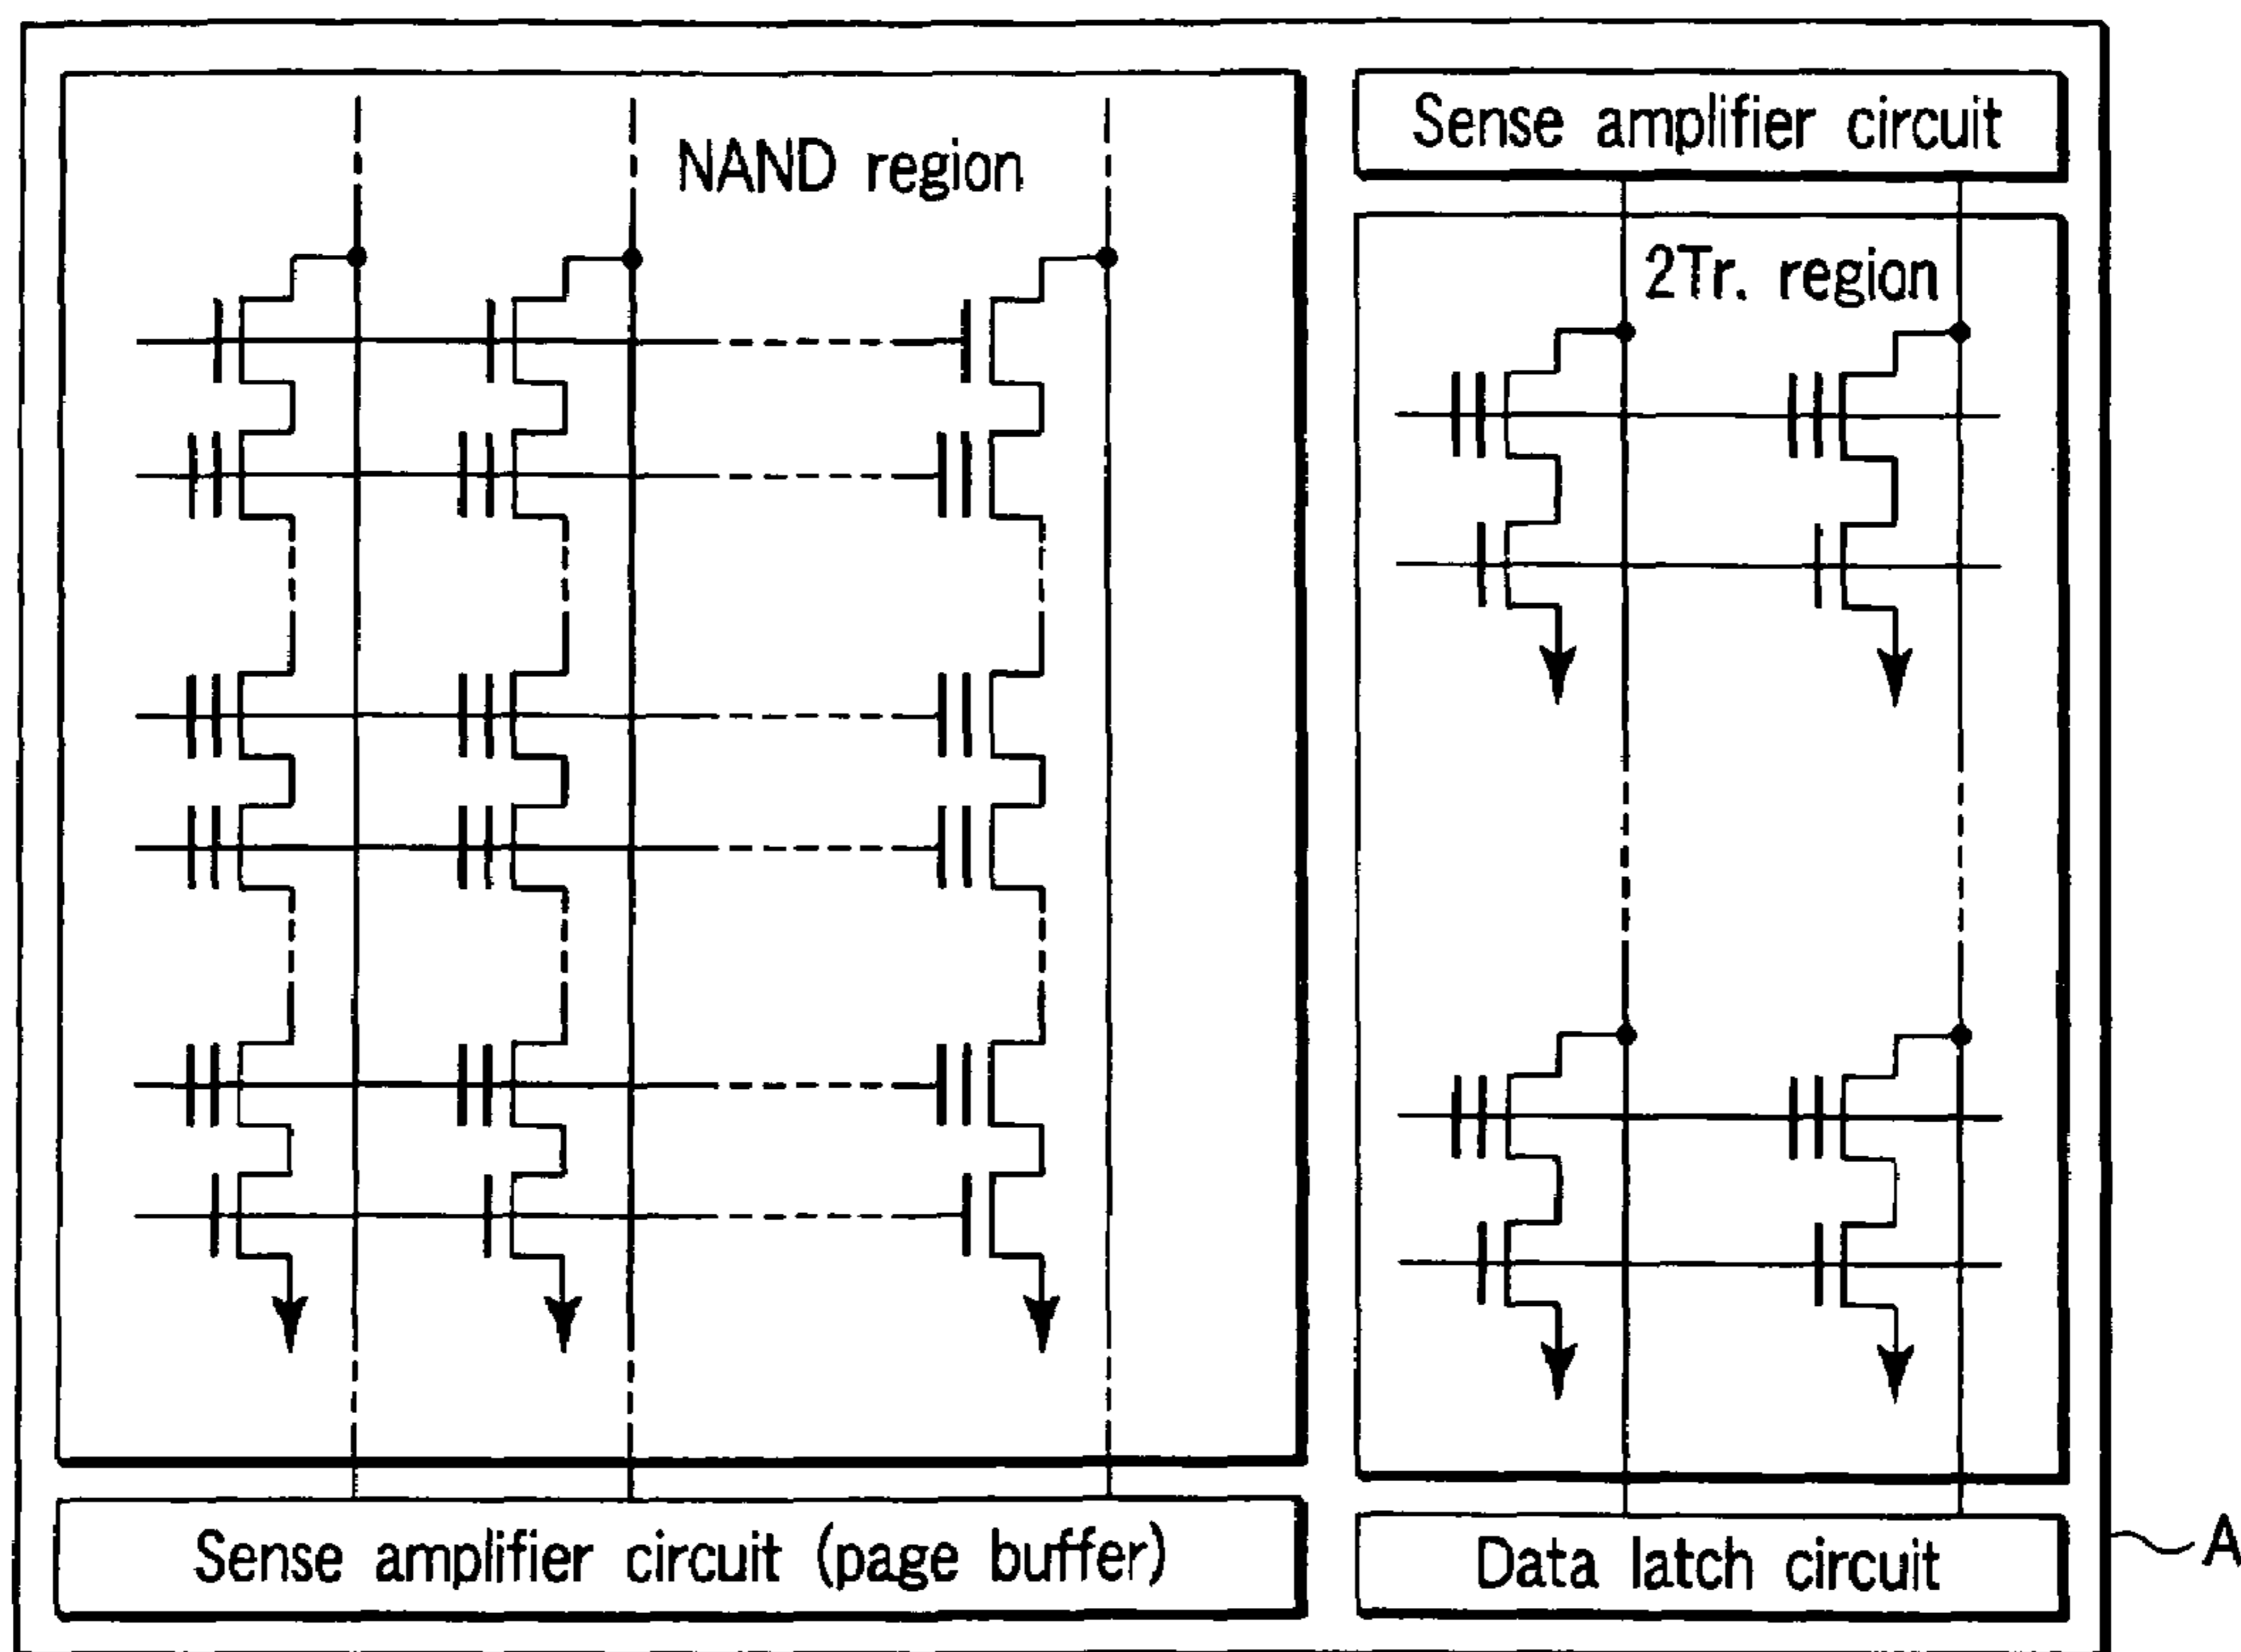 NAND region
Sense amplifier circuit
2Tr. region
Sense amplifier circuit (page buffer)
Data latch circuit
A